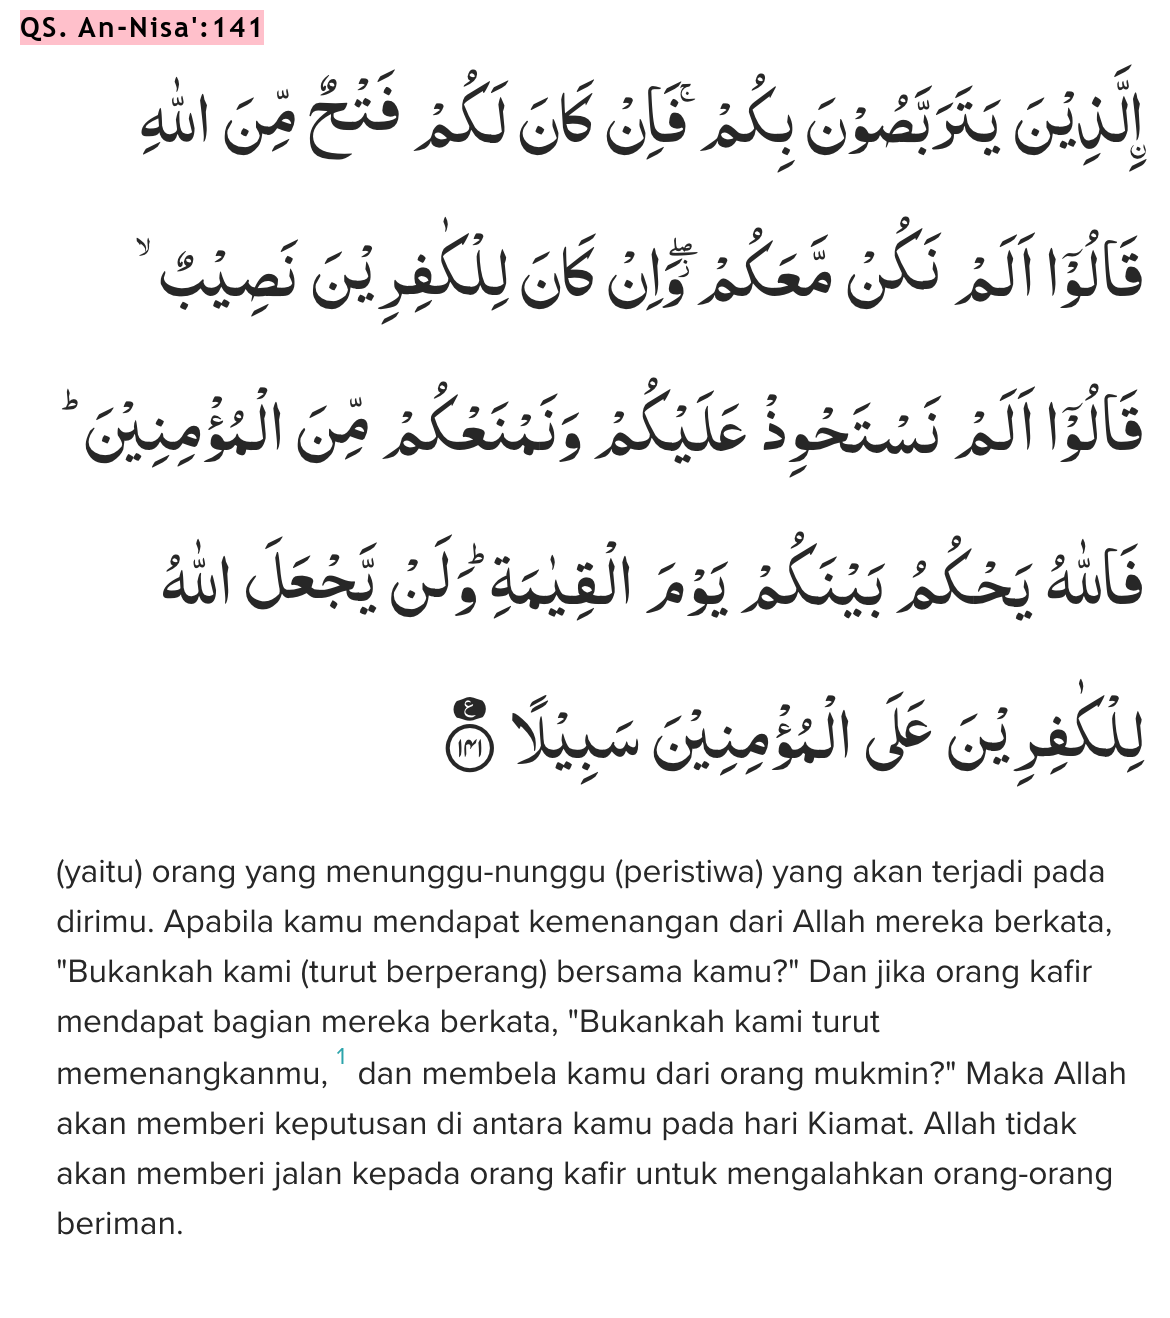 QS. An-Nisa':141
ۨالَّذِيْنَ يَتَرَبَّصُوْنَ بِكُمْۚ فَاِنْ كَانَ لَكُمْ فَتْحٌ مِّنَ اللّٰهِ
قَالُوْٓا اَلَمْ نَكُنْ مَّعَكُمْ ۖوَاِنْ كَانَ لِلْكٰفِرِيْنَ نَصِيْبٌ ۙ
قَالُوْٓا اَلَمْ نَسْتَحْوِذْ عَلَيْكُمْ وَنَمْنَعْكُمْ مِّنَ الْمُؤْمِنِيْنَ ۗ
فَاللّٰهُ يَحْكُمُ بَيْنَكُمْ يَوْمَ الْقِيٰمَةِ ۗوَلَنْ يَّجْعَلَ اللّٰهُ
لِلْكٰفِرِيْنَ عَلَى الْمُؤْمِنِيْنَ سَبِيْلًا ࣖ ١٤١
(yaitu) orang yang menunggu-nunggu (peristiwa) yang akan terjadi pada
dirimu. Apabila kamu mendapat kemenangan dari Allah mereka berkata,
"Bukankah kami (turut berperang) bersama kamu?" Dan jika orang kafir
mendapat bagian mereka berkata, "Bukankah kami turut
memenangkanmu, 1 dan membela kamu dari orang mukmin?" Maka Allah
akan memberi keputusan di antara kamu pada hari Kiamat. Allah tidak
akan memberi jalan kepada orang kafir untuk mengalahkan orang-orang
beriman.